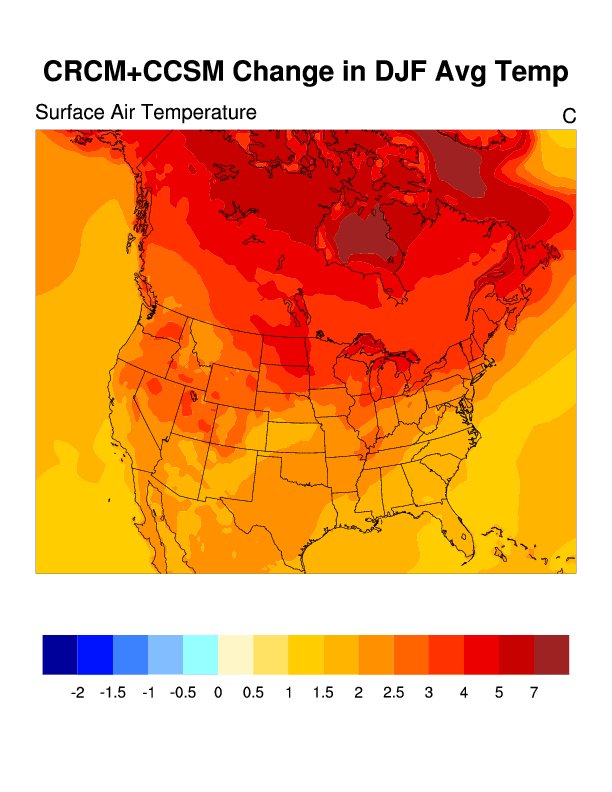 CRCM+CCSM Change in DJF Avg Temp
Surface Air Temperature C
-2 -1.5 -1 -0.5 0 0.5 1 1.5 2 2.5 3 4 5 7